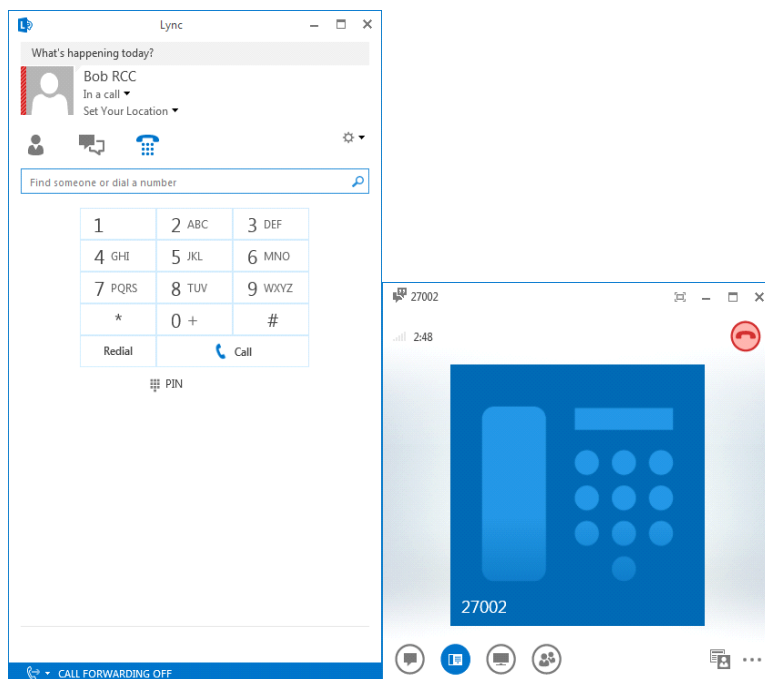 Lync
What's happening today?
Bob RCC
In a call
Set Your Location
Find someone or dial a number
1 2 ABC 3 DEF
4 GHI 5 JKL 6 MNO
7 PQRS 8 TUV 9 WXYZ
* 0 + #
Redial Call
PIN
CALL FORWARDING OFF
27002
2:48
27002